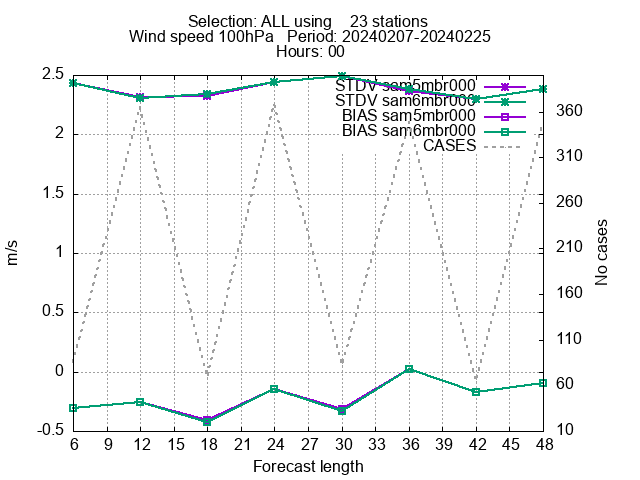 Selection: ALL using 23 stations
Wind speed 100hPa Period: 20240207-20240225
Hours: 00
STDV sam5mbr000
STDV sam6mbr000
BIAS sam5mbr000
BIAS sam6mbr000
CASES
2.5
2
1.5
1
0.5
0
-0.5
m/s
360
310
260
210
160
110
60
10
No cases
6 9 12 15 18 21 24 27 30 33 36 39 42 45 48
Forecast length